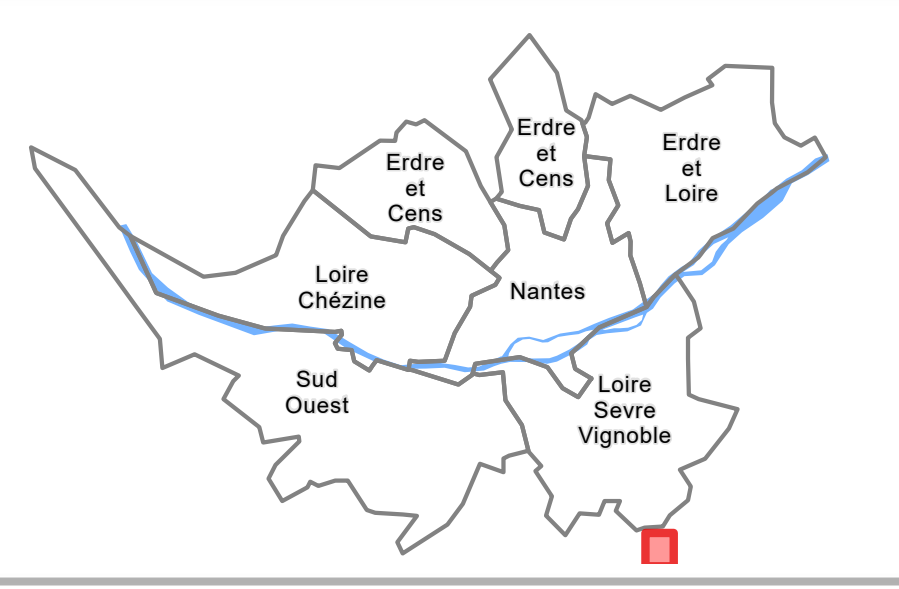 Erdre
et
Cens
Erdre
et
Loire
Erdre
et
Cens
Loire
Chézine
Nantes
Sud
Ouest
Loire
Sevre
Vignoble